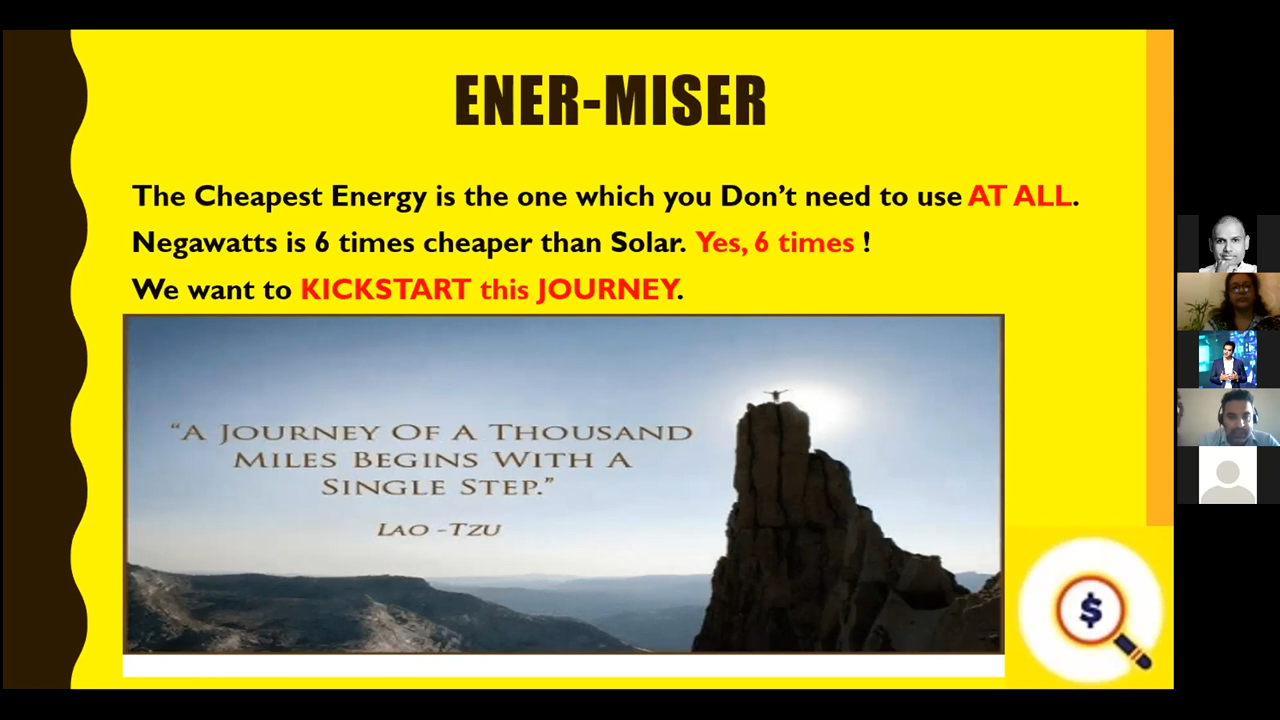 ENER-MISER
The Cheapest Energy is the one which you Don't need to use AT ALL.
Negawatts is 6 times cheaper than Solar. Yes, 6 times !
We want to KICKSTART this JOURNEY.
“A JOURNEY OF A THOUSAND
MILES BEGINS WITH A
SINGLE STEP.”
LAO -TZU
$